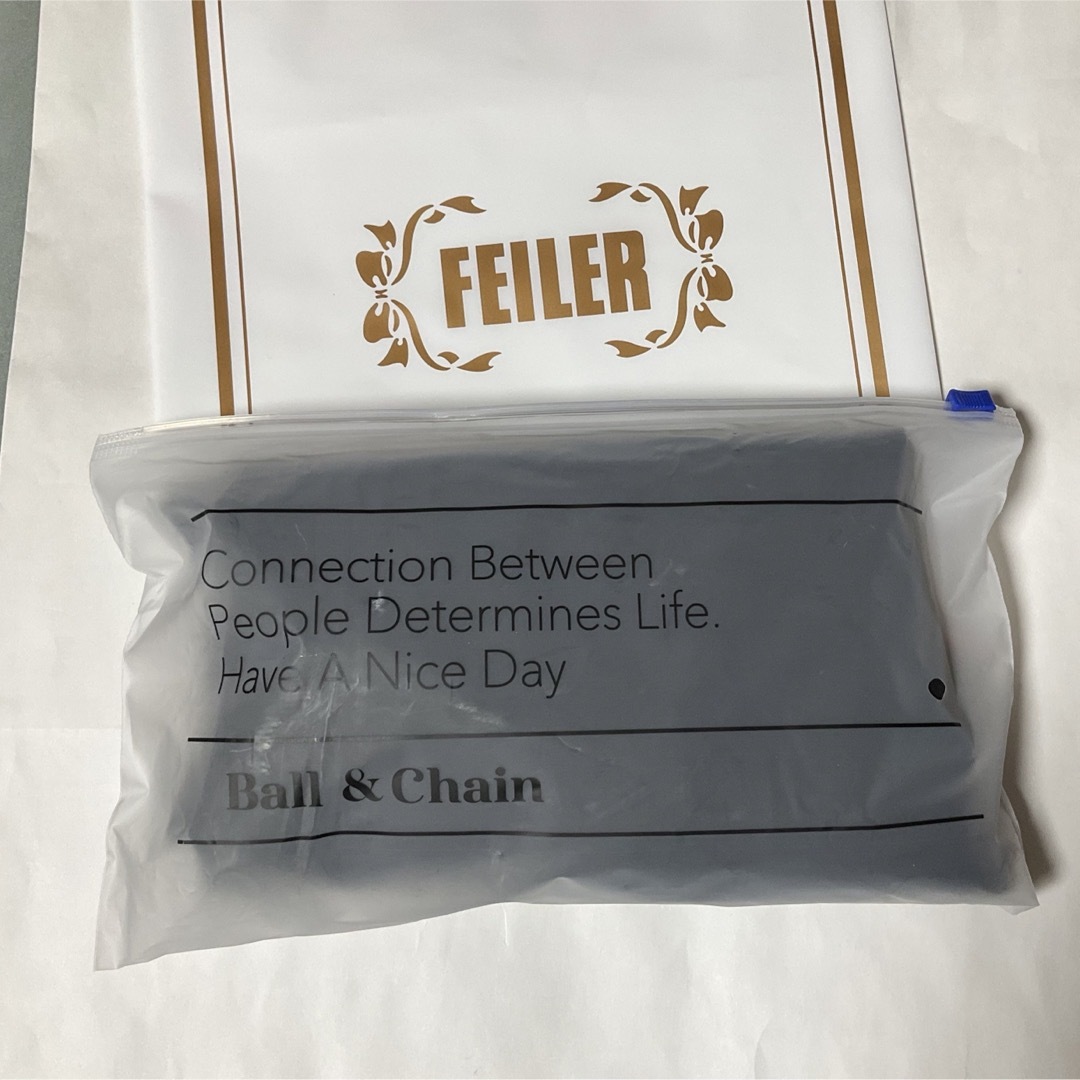 FEILER
Connection Between
People Determines Life.
Have A Nice Day
Ball & Chain